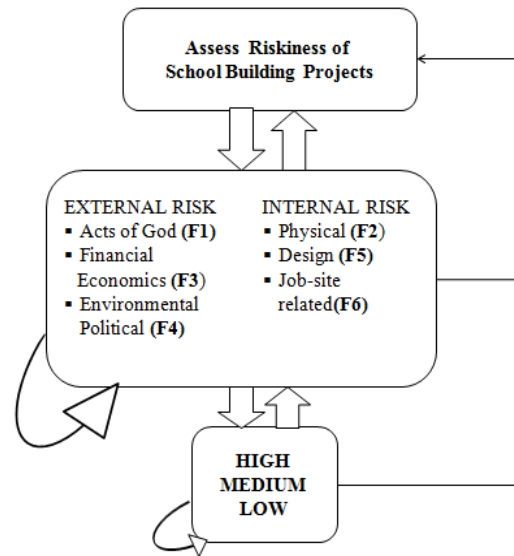 Assess Riskiness of
School Building Projects
EXTERNAL RISK
▪ Acts of God (F1)
▪ Financial
Economics (F3)
▪ Environmental
Political (F4)
INTERNAL RISK
▪ Physical (F2)
▪ Design (F5)
▪ Job-site
related(F6)
HIGH
MEDIUM
LOW